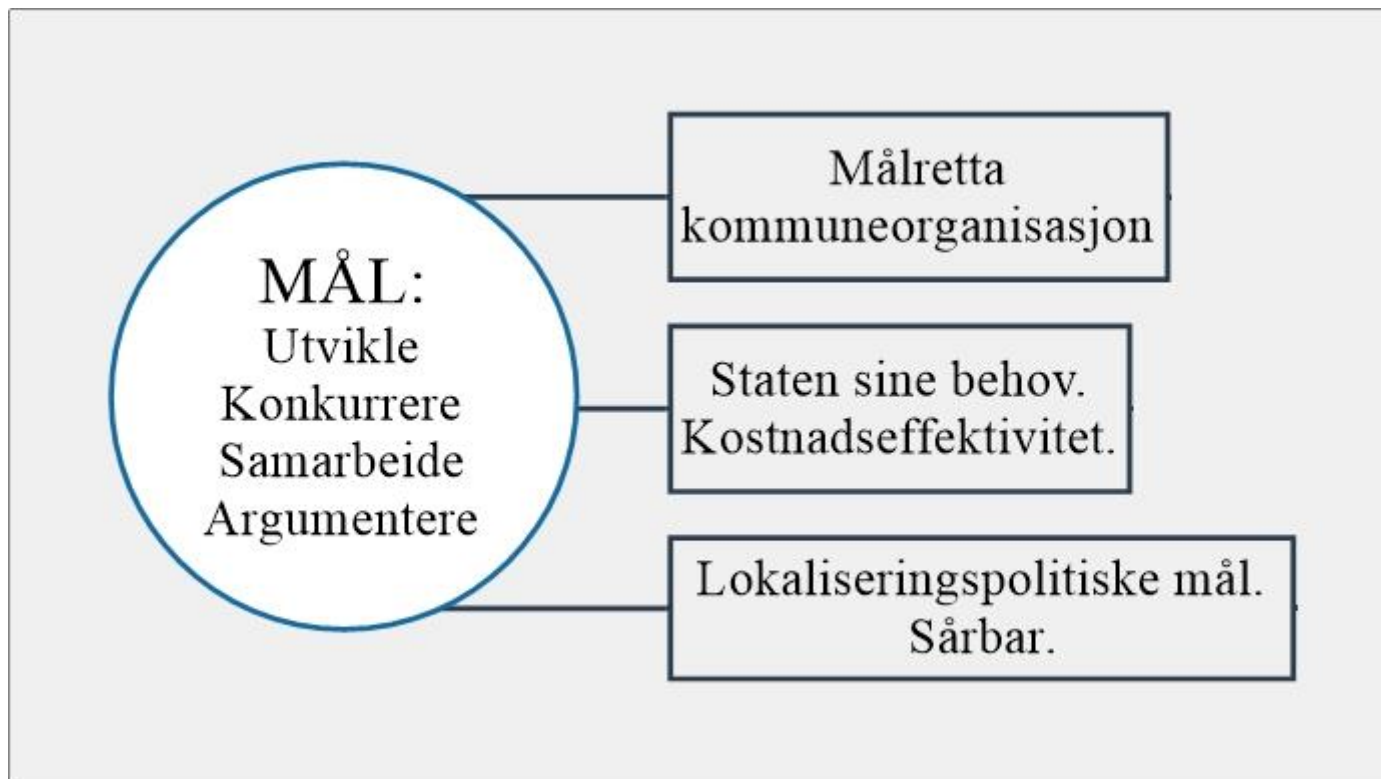 MÅL:
Utvikle
Konkurrere
Samarbeide
Argumentere
Målretta
kommuneorganisasjon
Staten sine behov.
Kostnadseffektivitet.
Lokaliseringspolitiske mål.
Sårbar.